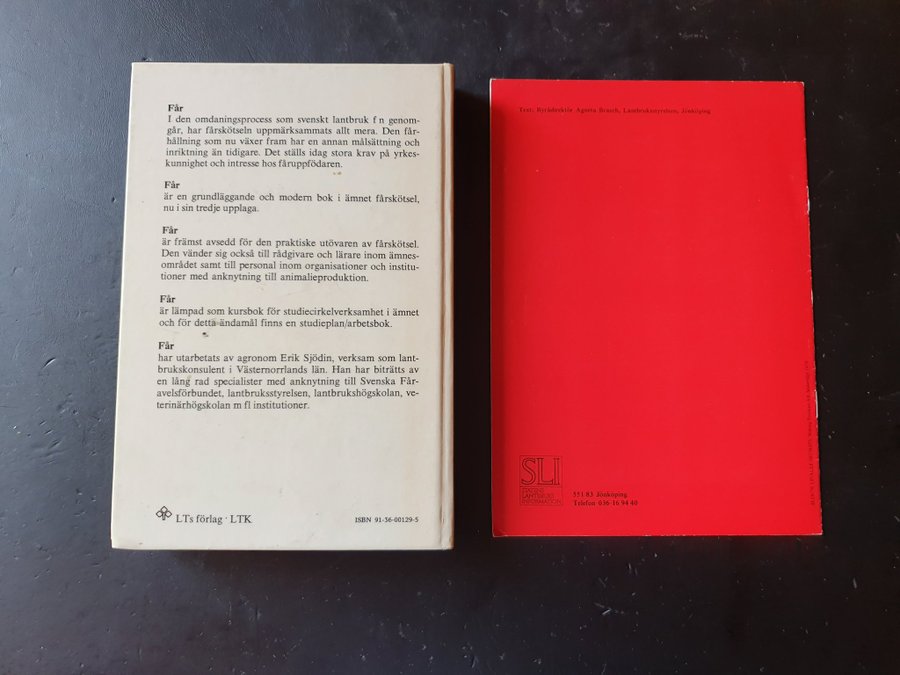 Får
I den omdaningsprocess som svenskt lantbruk f n genom-
går, har fårskötseln uppmärksammats allt mera. Den får-
hållning som nu växer fram har en annan målsättning och
inriktning än tidigare. Det ställs idag stora krav på yrkes-
kunnighet och intresse hos fåruppfödaren.
Får
är en grundläggande och modern bok i ämnet fårskötsel,
nu i sin tredje upplaga.
Får
är främst avsedd för den praktiske utövaren av fårskötsel.
Den vänder sig också till rådgivare och lärare inom ämnes-
området samt till personal inom organisationer och institu-
tioner med anknytning till animalieproduktion.
Får
är lämpad som kursbok för studiecirkelverksamhet i ämnet
och för detta ändamål finns en studieplan/arbetsbok.
Får
har utarbetats av agronom Erik Sjödin, verksam som lant-
brukskonsulent i Västernorrlands län. Han har biträtts av
en lång rad specialister med anknytning till Svenska Får-
avelsförbundet, lantbruksstyrelsen, lantbrukshögskolan, ve-
terinärhögskolan m fl institutioner.
LTs förlag · LTK
ISBN 91-36-00129-5
Text: Byrådirektör Agneta Brasch, Lantbruksstyrelsen, Jönköping
SLI
STATENS
LANTBRUKS
INFORMATION
551 83 Jönköping
Telefon 036-16 94 40